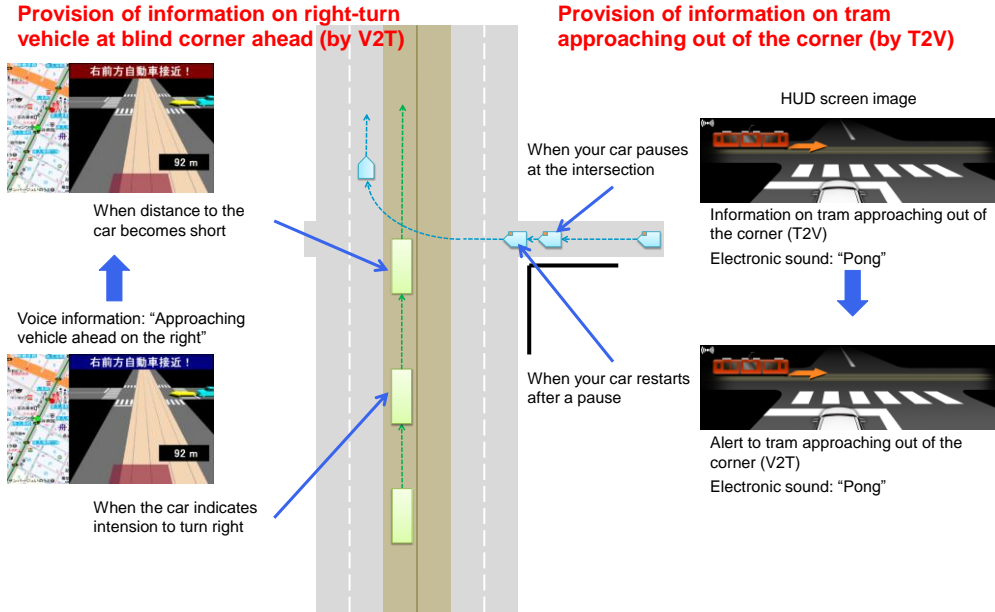 Provision of information on right-turn
vehicle at blind corner ahead (by V2T)
Provision of information on tram
approaching out of the corner (by T2V)
右前方自動車接近！
92 m
When distance to the
car becomes short
Voice information: “Approaching
vehicle ahead on the right”
右前方自動車接近！
92 m
When the car indicates
intension to turn right
When your car pauses
at the intersection
When your car restarts
after a pause
HUD screen image
Information on tram approaching out of
the corner (T2V)
Electronic sound: “Pong”
Alert to tram approaching out of the
corner (V2T)
Electronic sound: “Pong”